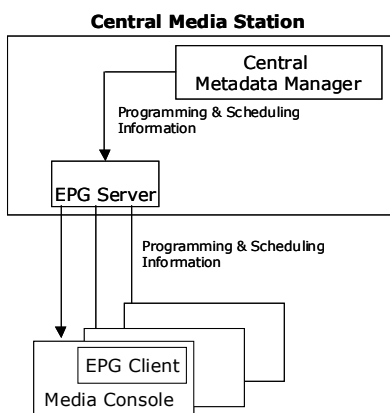 Central Media Station
Central
Metadata Manager
Programming & Scheduling
Information
EPG Server
Programming & Scheduling
Information
EPG Client
Media Console